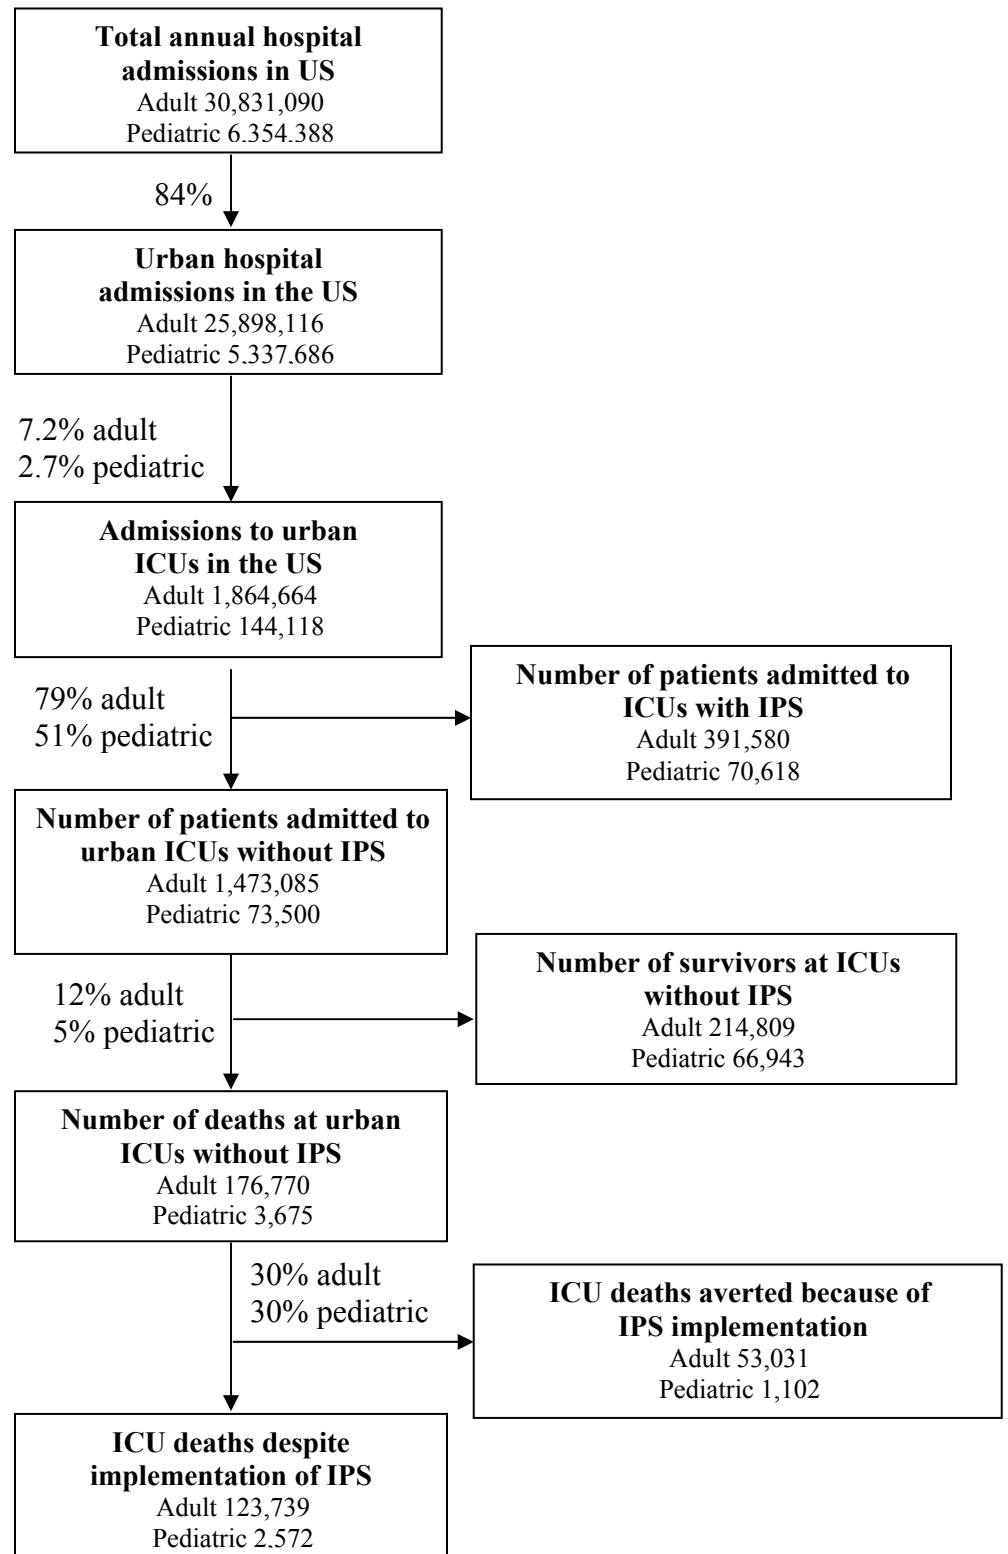 Total annual hospital
admissions in US
Adult 30,831,090
Pediatric 6,354,388
84%
Urban hospital
admissions in the US
Adult 25,898,116
Pediatric 5,337,686
7.2% adult
2.7% pediatric
Admissions to urban
ICUs in the US
Adult 1,864,664
Pediatric 144,118
79% adult
51% pediatric
Number of patients admitted to
ICUs with IPS
Adult 391,580
Pediatric 70,618
Number of patients admitted to
urban ICUs without IPS
Adult 1,473,085
Pediatric 73,500
12% adult
5% pediatric
Number of survivors at ICUs
without IPS
Adult 214,809
Pediatric 66,943
Number of deaths at urban
ICUs without IPS
Adult 176,770
Pediatric 3,675
30% adult
30% pediatric
ICU deaths averted because of
IPS implementation
Adult 53,031
Pediatric 1,102
ICU deaths despite
implementation of IPS
Adult 123,739
Pediatric 2,572